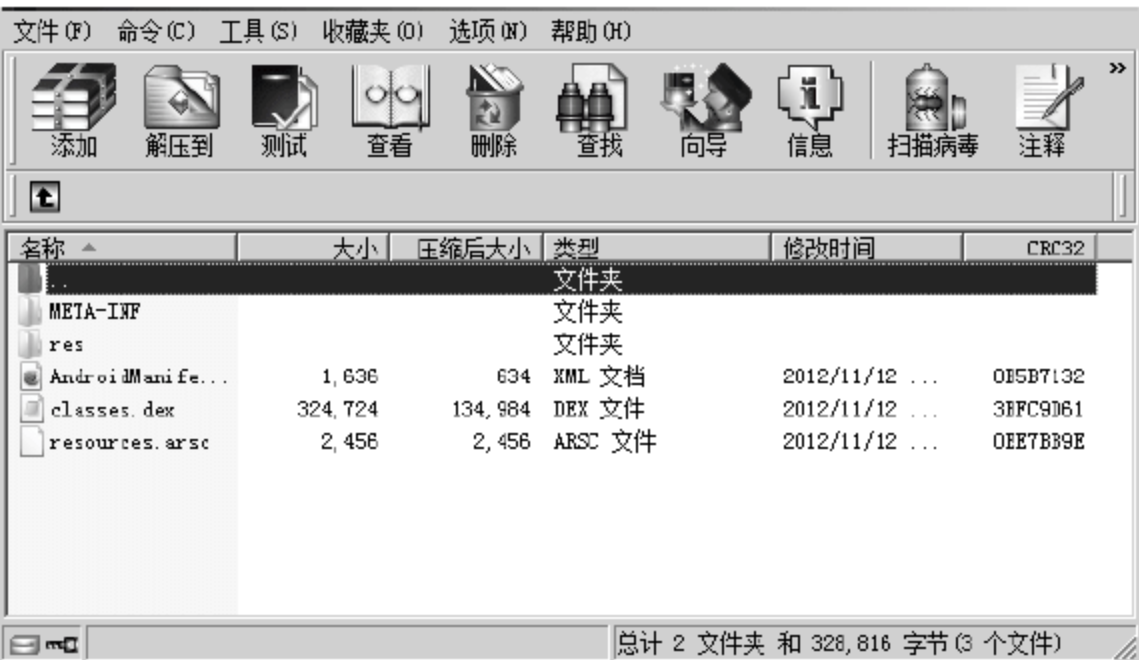 文件(F) 命令(C) 工具(S) 收藏夹(O) 选项(N) 帮助(H)
添加 解压到 测试 查看 删除 查找 向导 信息 扫描病毒 注释 »
名称 大小 压缩后大小 类型 修改时间 CRC32
.. 文件夹
META-INF 文件夹
res 文件夹
AndroidManife... 1,636 634 XML 文档 2012/11/12 ... 0B5B7132
classes.dex 324,724 134,984 DEX 文件 2012/11/12 ... 3BFC9D61
resources.arsc 2,456 2,456 ARSC 文件 2012/11/12 ...
总计 2 文件夹 和 328,816 字节(3 个文件)